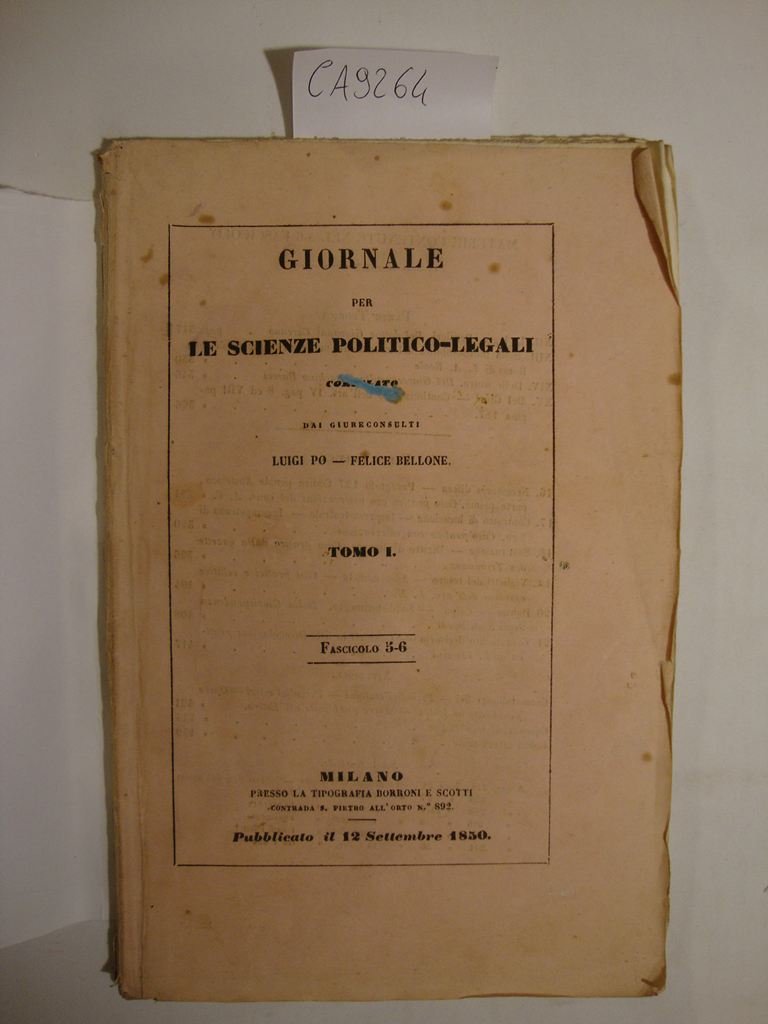 CA9264
GIORNALE
PER
LE SCIENZE POLITICO-LEGALI
DAI GIURECONSULTI
LUIGI PO — FELICE BELLONE.
TOMO I.
FASCICOLO 5-6
MILANO
PRESSO LA TIPOGRAFIA BORRONI E SCOTTI
CONTRADA S. PIETRO ALL'ORTO N.° 892.
Pubblicato il 12 Settembre 1850.